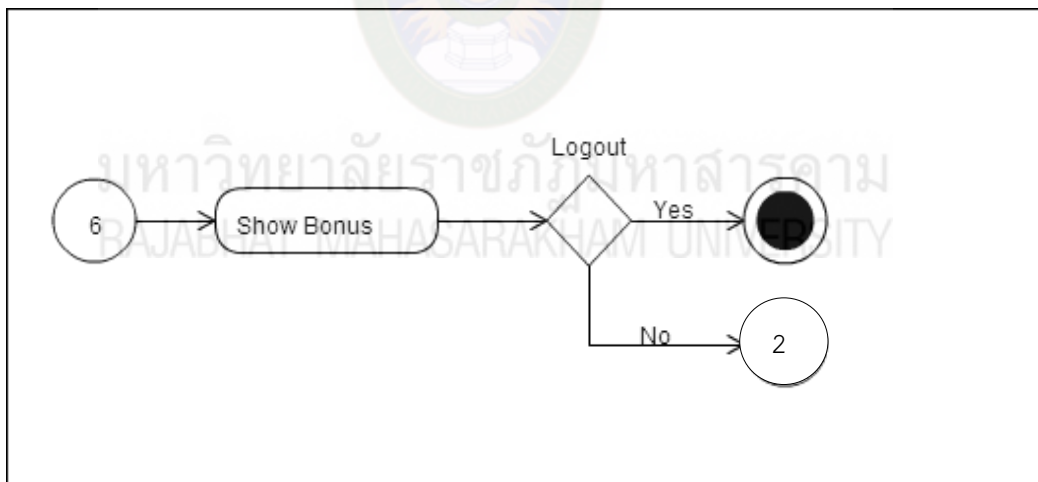 Logout
มหาวิทยาลัยราชภัฏมหาสารคาม
6
Show Bonus
Yes
RAJABHAT MAHASARAKHAM UNIVERSITY
No
2